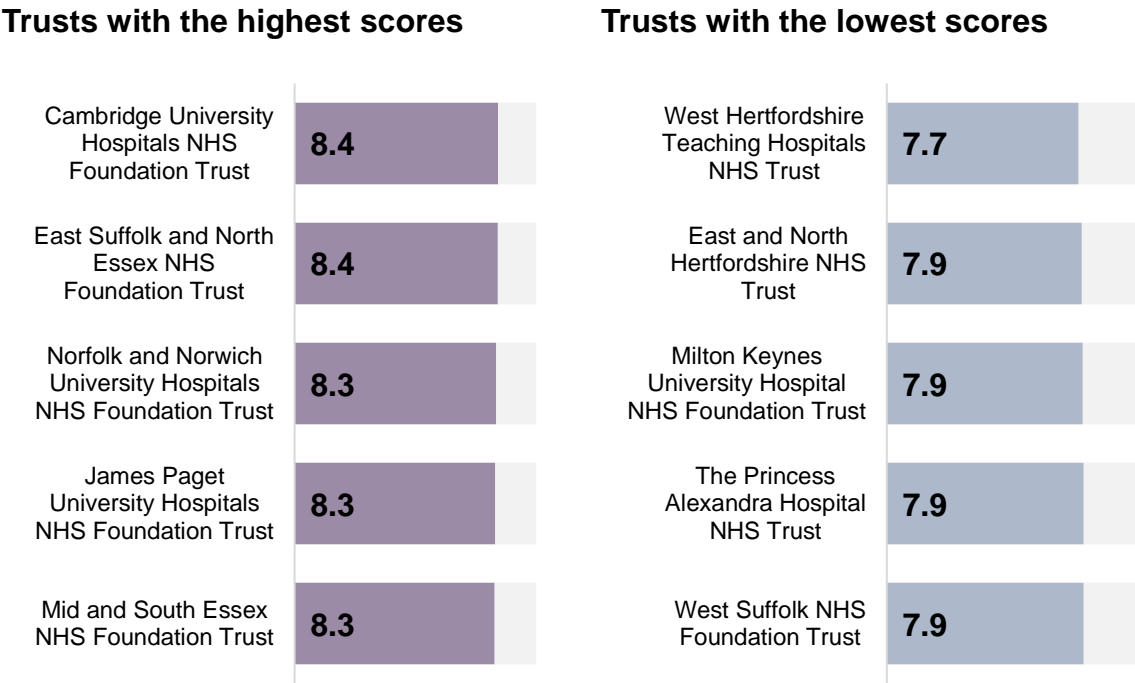 Trusts with the highest scores
Cambridge University
Hospitals NHS
Foundation Trust
8.4
East Suffolk and North
Essex NHS
Foundation Trust
8.4
Norfolk and Norwich
University Hospitals
NHS Foundation Trust
8.3
James Paget
University Hospitals
NHS Foundation Trust
8.3
Mid and South Essex
NHS Foundation Trust
8.3
Trusts with the lowest scores
West Hertfordshire
Teaching Hospitals
NHS Trust
7.7
East and North
Hertfordshire NHS
Trust
7.9
Milton Keynes
University Hospital
NHS Foundation Trust
7.9
The Princess
Alexandra Hospital
NHS Trust
7.9
West Suffolk NHS
Foundation Trust
7.9